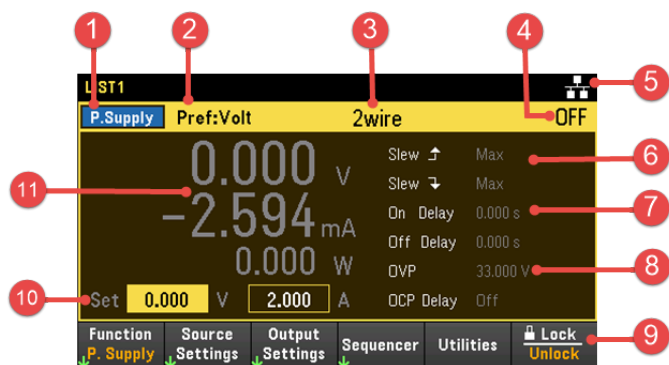 1
2
3
4
5
LIST1
P.Supply Pref:Volt 2wire OFF
0.000 V
-2.594 mA
0.000 W
Slew Max
Slew Max
On Delay 0.000 s
Off Delay 0.000 s
OVP 33.000 V
OCP Delay Off
6
7
8
11
10
Set 0.000 V 2.000 A
Function
P. Supply
Source
Settings
Output
Settings
Sequencer
Utilities
Lock
Unlock
9